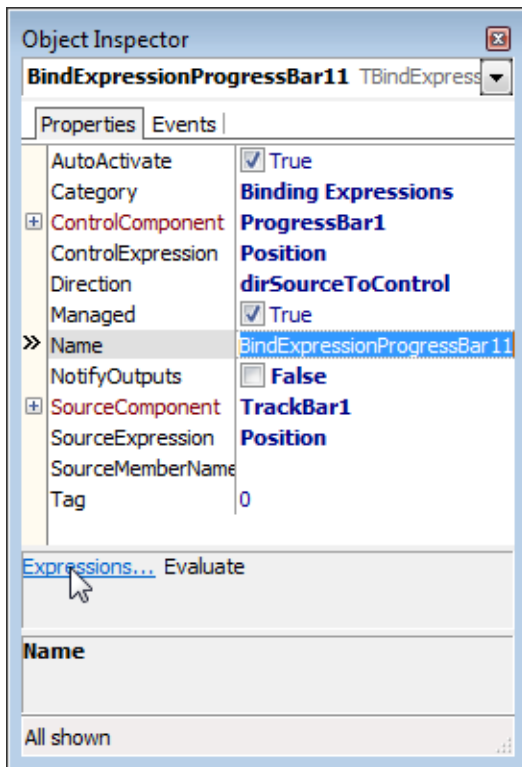 Object Inspector
BindExpressionProgressBar11 TBindExpress
Properties Events
AutoActivate True
Category Binding Expressions
ControlComponent ProgressBar1
ControlExpression Position
Direction dirSourceToControl
Managed True
Name BindExpressionProgressBar11
NotifyOutputs False
SourceComponent TrackBar1
SourceExpression Position
SourceMemberName
Tag 0
Expressions... Evaluate
Name
All shown